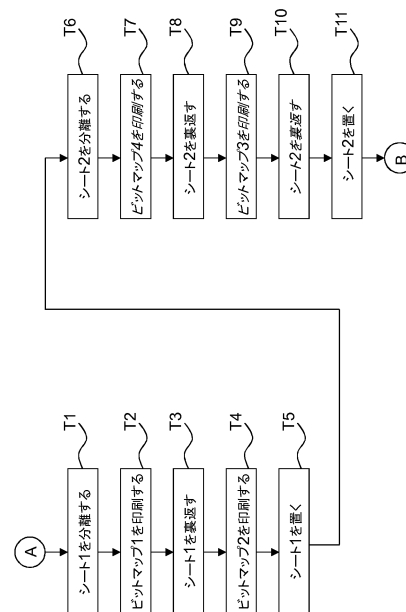 A
シート1を分離する T1
ビットマップ1を印刷する T2
シート1を裏返す T3
ビットマップ2を印刷する T4
シート1を置く T5
シート2を分離する T6
ビットマップ4を印刷する T7
シート2を裏返す T8
ビットマップ3を印刷する T9
シート2を裏返す T10
シート2を置く T11
B